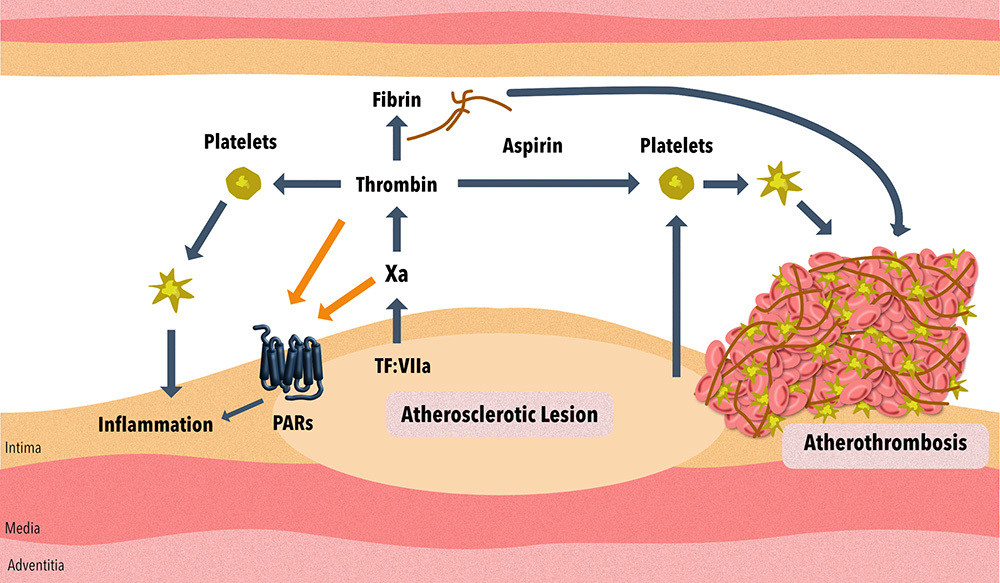 Fibrin
Platelets
Aspirin
Platelets
Thrombin
Xa
TF:VIIa
Atherosclerotic Lesion
Inflammation
PARs
Atherothrombosis
Intima
Media
Adventitia